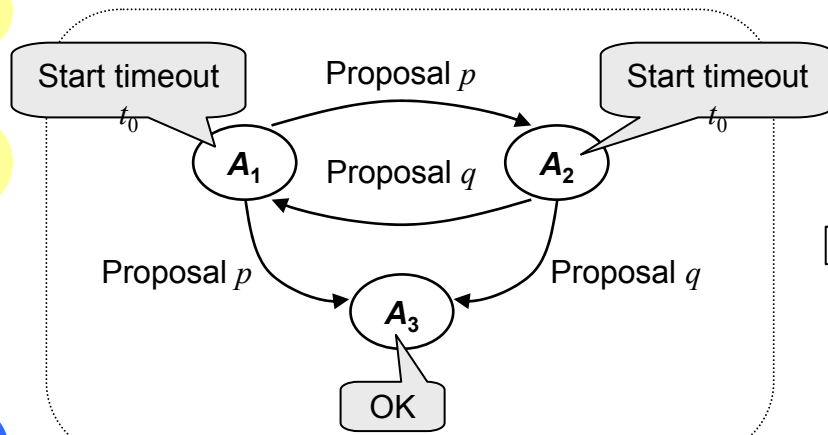 Start timeout
t₀
Proposal p
Start timeout
t₀
A₁
Proposal q
A₂
Proposal p
Proposal q
A₃
OK